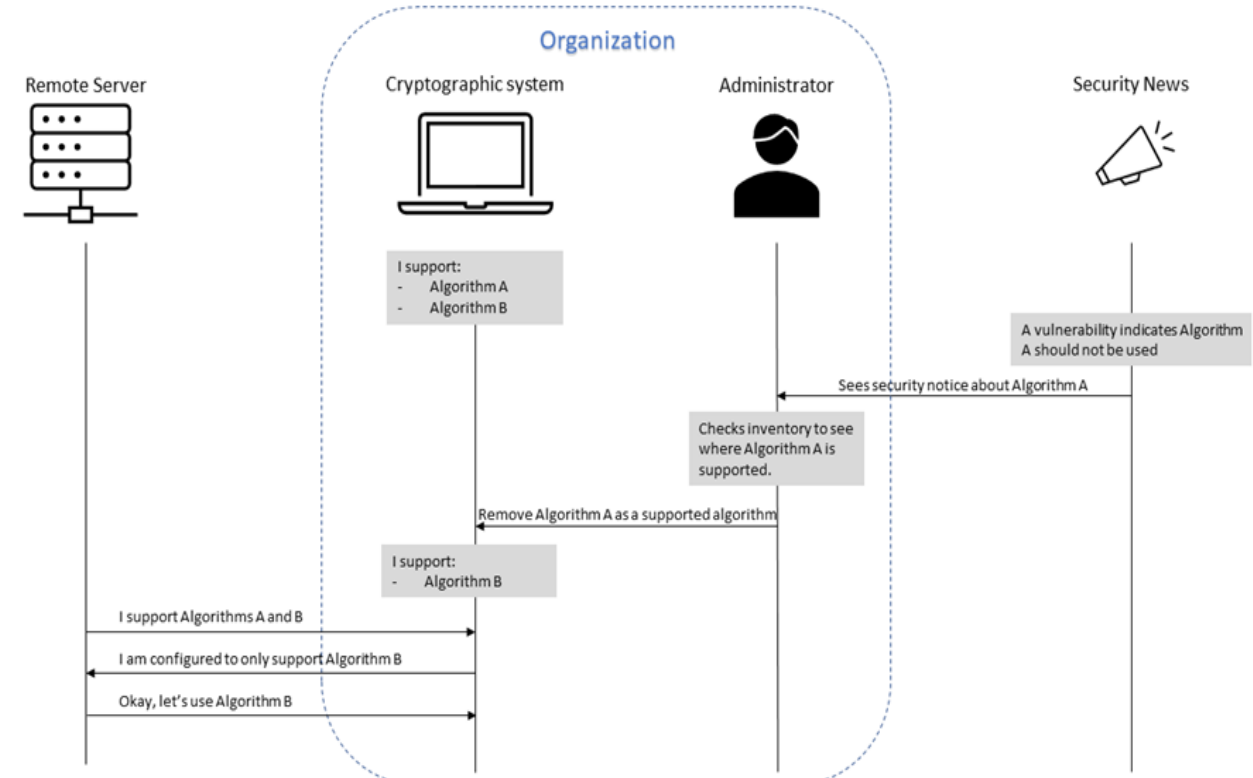 Organization
Remote Server
Cryptographic system
Administrator
Security News
I support:
- Algorithm A
- Algorithm B
A vulnerability indicates Algorithm
A should not be used
Sees security notice about Algorithm A
Checks inventory to see
where Algorithm A is
supported.
Remove Algorithm A as a supported algorithm
I support:
- Algorithm B
I support Algorithms A and B
I am configured to only support Algorithm B
Okay, let's use Algorithm B